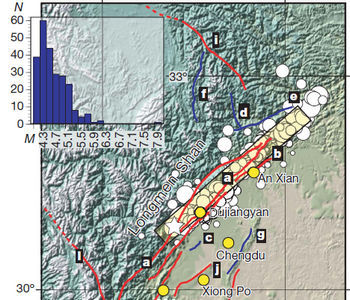 N
60
50
40
30
20
10
0
M
4.3
4.7
5.1
5.5
5.9
6.3
6.7
7.1
7.5
7.9
i
33°
f
d
e
b
a
An Xian
Longmen Shan
Dujiangyan
c
g
Chengdu
l
a
j
30°
Xiong Po